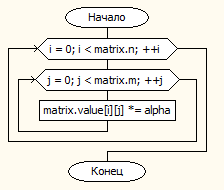 Начало
i = 0; i < matrix.n; ++i
j = 0; j < matrix.m; ++j
matrix.value[i][j] *= alpha
Конец